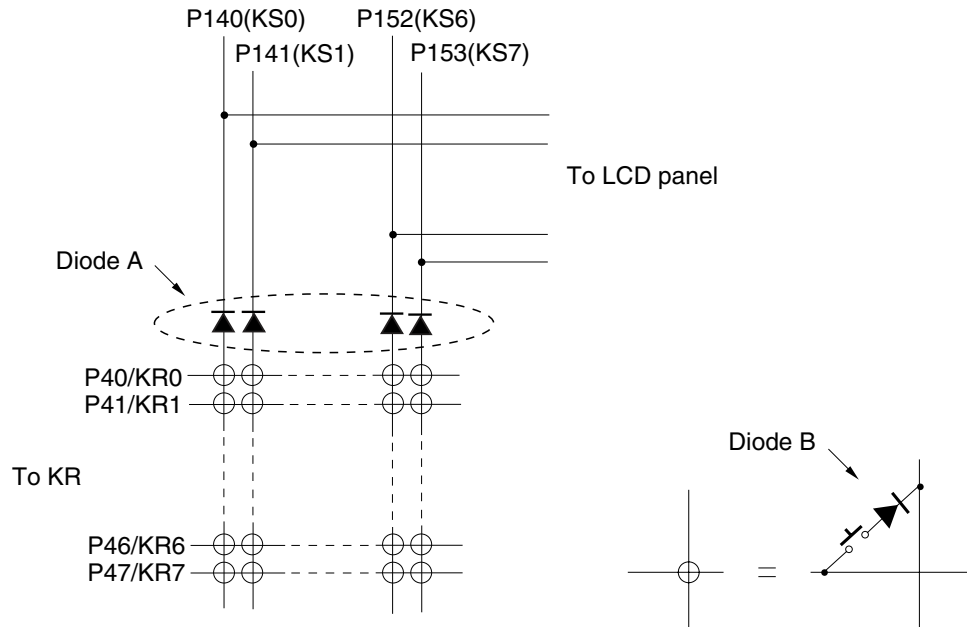 P140(KS0)
P152(KS6)
P141(KS1)
P153(KS7)
To LCD panel
Diode A
P40/KR0
P41/KR1
To KR
P46/KR6
P47/KR7
Diode B
=